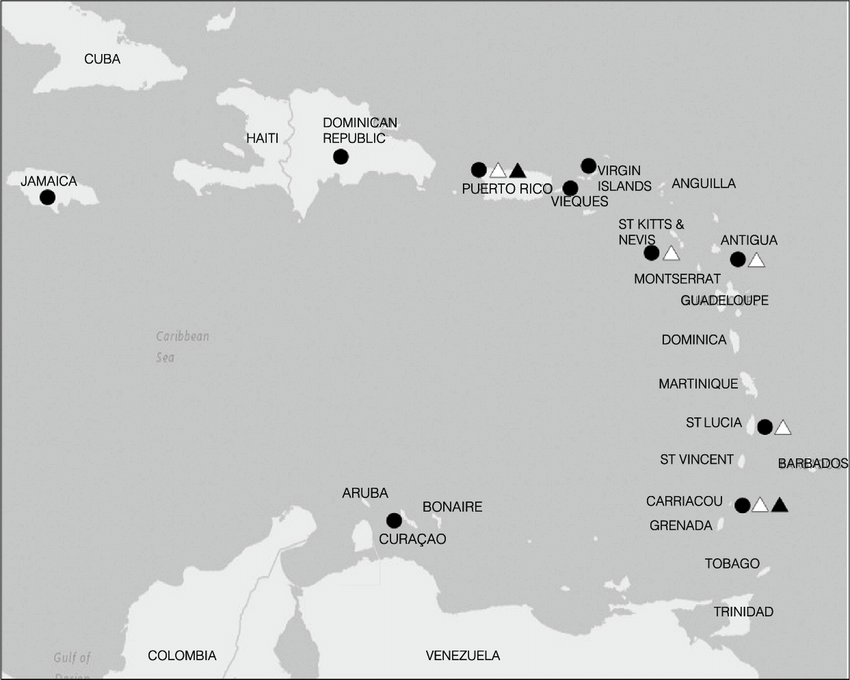 CUBA
DOMINICAN
REPUBLIC
HAITI
JAMAICA
PUERTO RICO
VIRGIN
ISLANDS
VIEQUES
ANGUILLA
ST KITTS &
NEVIS
ANTIGUA
MONTSERRAT
GUADELOUPE
Caribbean
Sea
DOMINICA
MARTINIQUE
ST LUCIA
ST VINCENT
BARBADOS
ARUBA
BONAIRE
CURAÇAO
CARRIACOU
GRENADA
TOBAGO
TRINIDAD
Gulf of
COLOMBIA
VENEZUELA